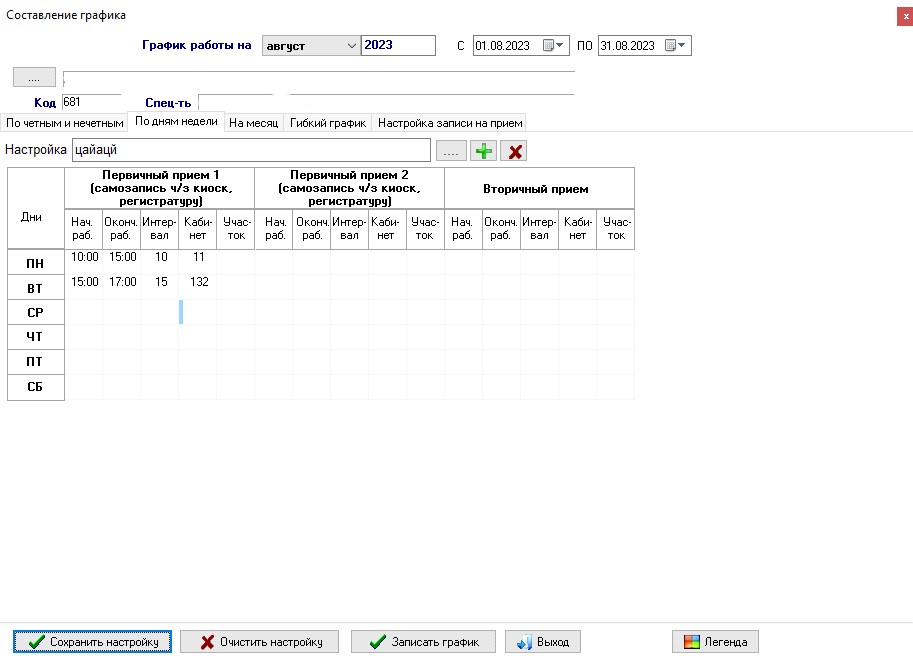 Составление графика
x
График работы на август 2023 С 01.08.2023 ПО 31.08.2023
....
Код 681 Спец-ть
По четным и нечетным По дням недели На месяц Гибкий график Настройка записи на прием
Настройка цайацй ....
Дни
Первичный прием 1
(самозапись ч/з киоск,
регистратуру)
Первичный прием 2
(самозапись ч/з киоск,
регистратуру)
Вторичный прием
Нач. Оконч. Интер- Каби- Учас- Нач. Оконч. Интер- Каби- Учас- Нач. Оконч. Интер- Каби- Учас-
раб. раб. вал нет ток раб. раб. вал нет ток раб. раб. вал нет ток
ПН 10:00 15:00 10 11
ВТ 15:00 17:00 15 132
СР
ЧТ
ПТ
СБ
Сохранить настройку Очистить настройку Записать график Выход Легенда